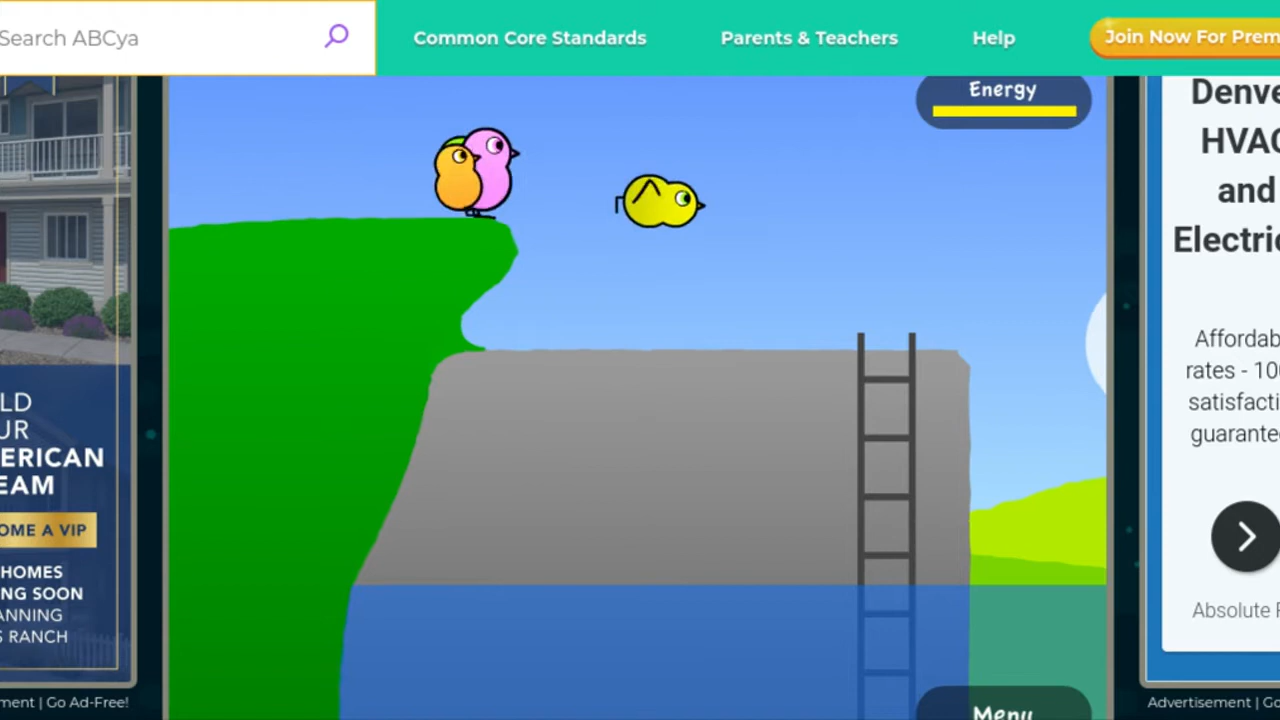 Search ABCya
Common Core Standards
Parents & Teachers
Help
Join Now For Prem
Energy
Menu
LD
UR
ERICAN
EAM
OME A VIP
HOMES
NG SOON
ANNING
S RANCH
ment | Go Ad-Free!
Denve
HVAC
and
Electric
Affordab
rates - 100
satisfacti
guarantee
Absolute
Advertisement | Go